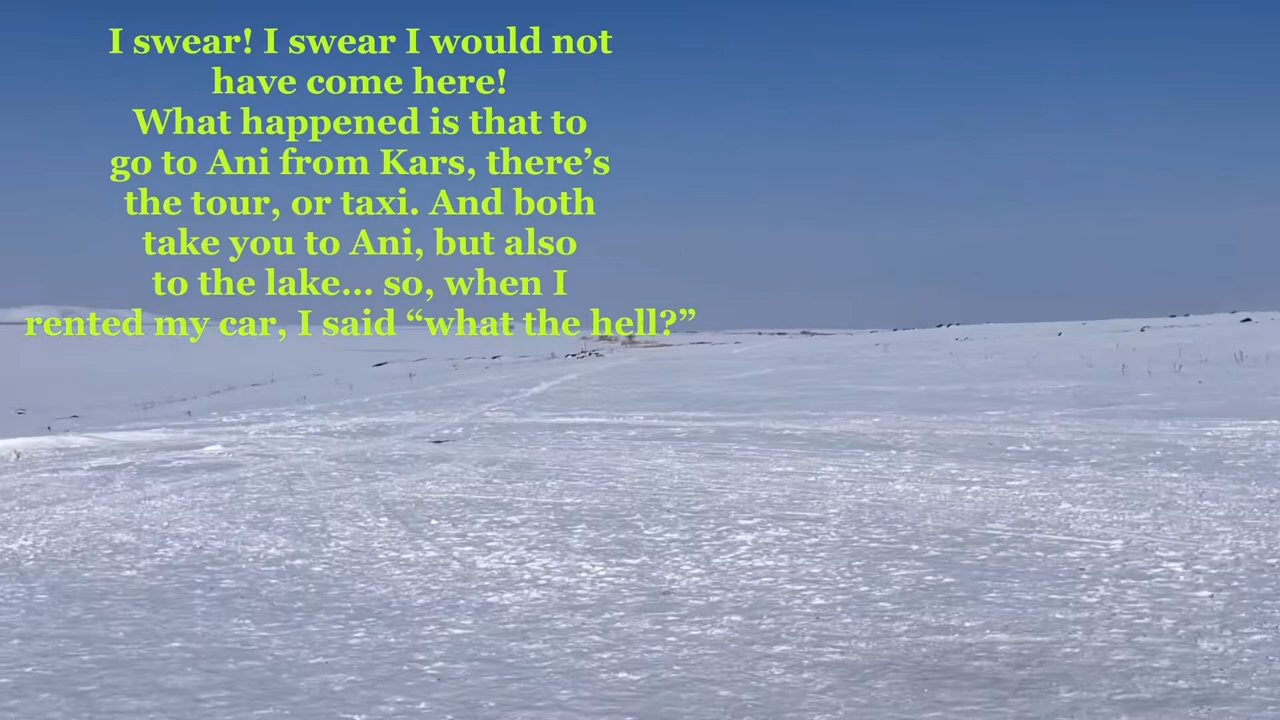 I swear! I swear I would not
have come here!
What happened is that to
go to Ani from Kars, there’s
the tour, or taxi. And both
take you to Ani, but also
to the lake... so, when I
rented my car, I said “what the hell?”